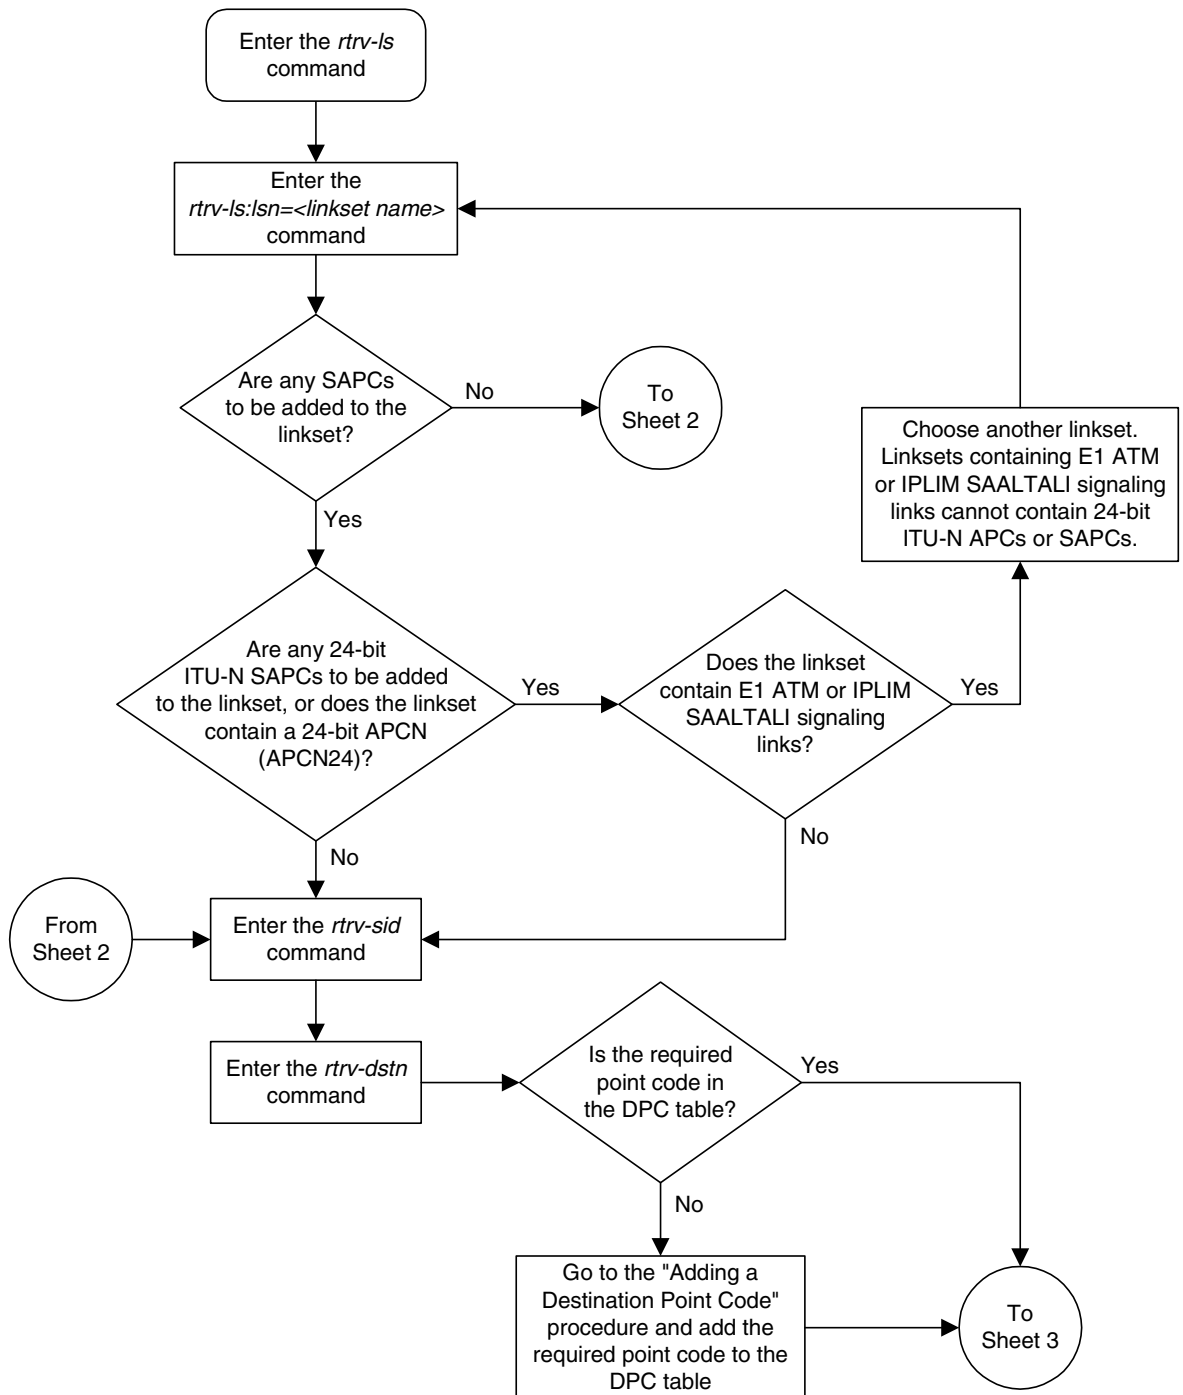 Enter the rtrv-ls
command
Enter the
rtrv-ls:lsn=<linkset name>
command
Are any SAPCs
to be added to the
linkset?
No
To
Sheet 2
Yes
Choose another linkset.
Linksets containing E1 ATM
or IPLIM SAALTALI signaling
links cannot contain 24-bit
ITU-N APCs or SAPCs.
Are any 24-bit
ITU-N SAPCs to be added
to the linkset, or does the linkset
contain a 24-bit APCN
(APCN24)?
Yes
Does the linkset
contain E1 ATM or IPLIM
SAALTALI signaling
links?
Yes
No
No
From
Sheet 2
Enter the rtrv-sid
command
Enter the rtrv-dstn
command
Is the required
point code in
the DPC table?
Yes
No
Go to the "Adding a
Destination Point Code"
procedure and add the
required point code to the
DPC table
To
Sheet 3